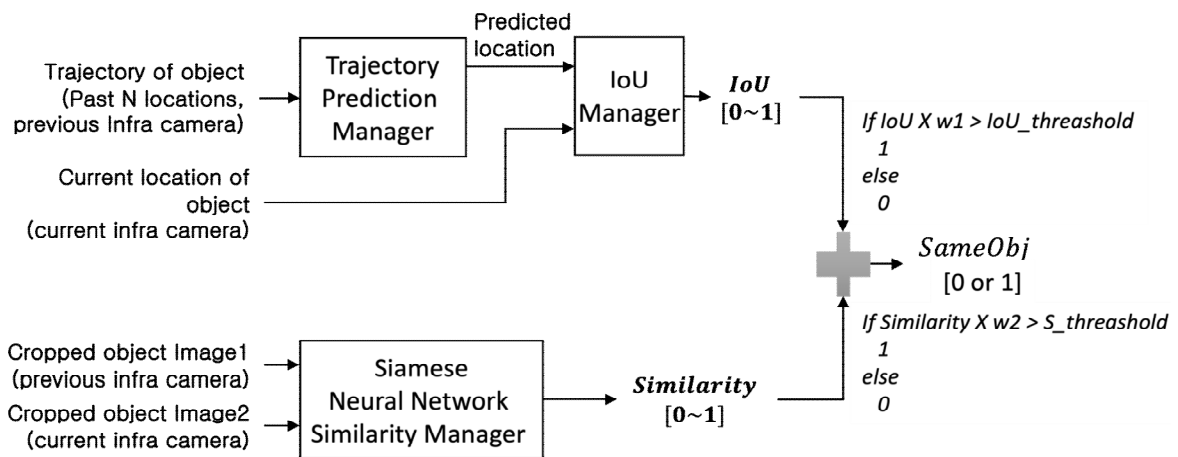 Trajectory of object
(Past N locations,
previous Infra camera)
Trajectory
Prediction
Manager
Predicted
location
IoU
Manager
IoU
[0~1]
If IoU X w1 > IoU_threashold
1
else
0
Current location of
object
(current infra camera)
SameObj
[0 or 1]
If Similarity X w2 > S_threashold
1
else
0
Cropped object Image1
(previous infra camera)
Cropped object Image2
(current infra camera)
Siamese
Neural Network
Similarity Manager
Similarity
[0~1]